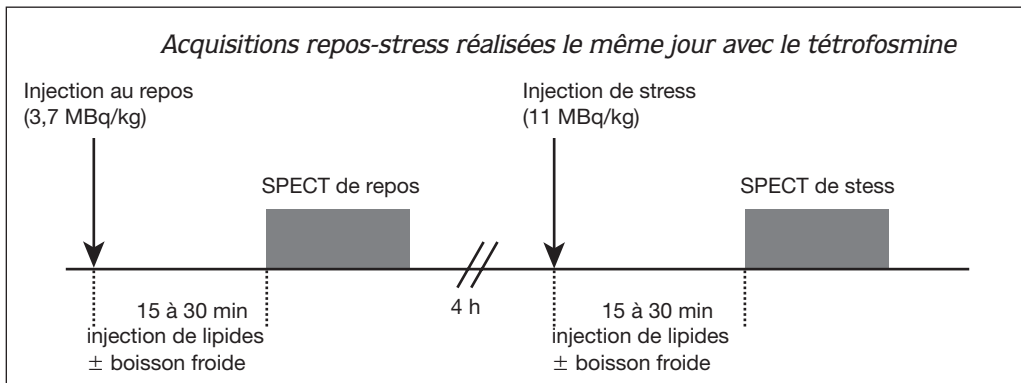 Acquisitions repos-stress réalisées le même jour avec le tétrofosmine
Injection au repos
(3,7 MBq/kg)
Injection de stress
(11 MBq/kg)
SPECT de repos
SPECT de stess
15 à 30 min
injection de lipides
± boisson froide
4 h
15 à 30 min
injection de lipides
± boisson froide